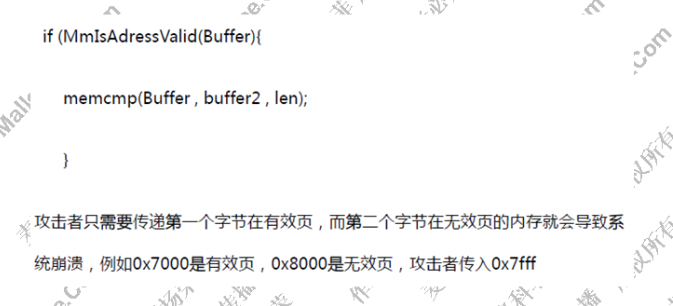 if (MmIsAdressValid(Buffer){
memcmp(Buffer , buffer2 , len);
}
攻击者只需要传递第一个字节在有效页，而第二个字节在无效页的内存就会导致系
统崩溃，例如0x7000是有效页，0x8000是无效页，攻击者传入0x7fff